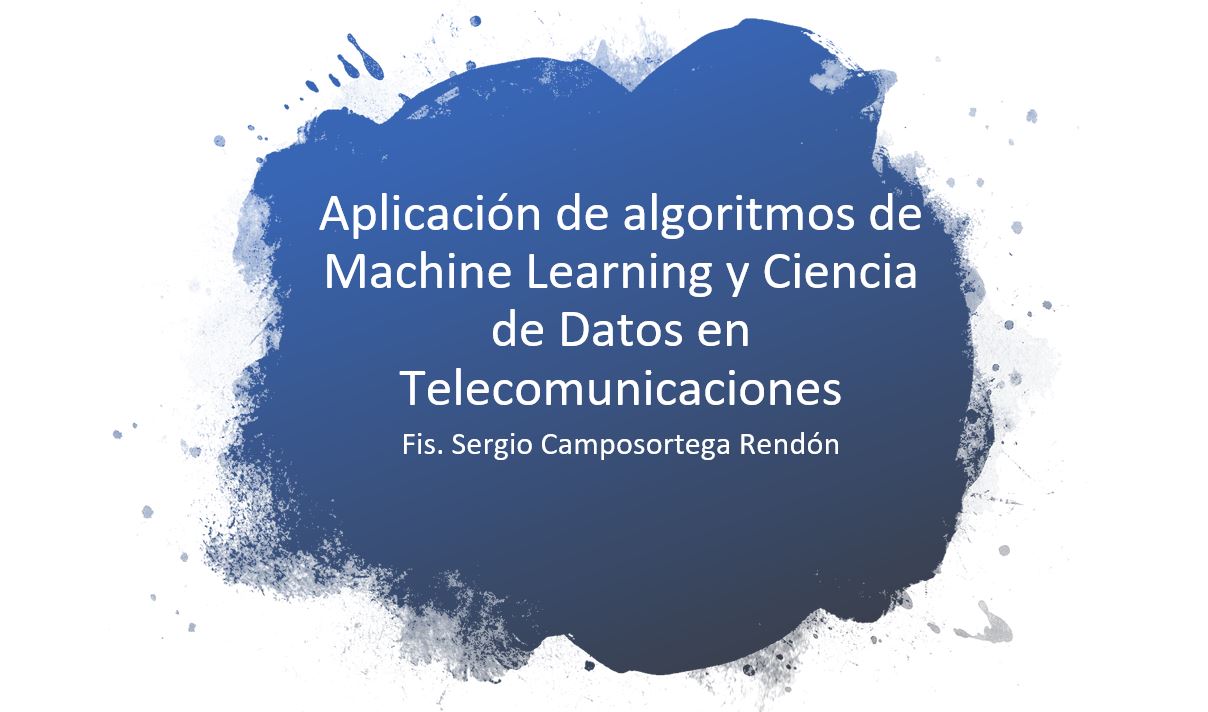 Aplicación de algoritmos de
Machine Learning y Ciencia
de Datos en
Telecomunicaciones
Fis. Sergio Camposortega Rendón